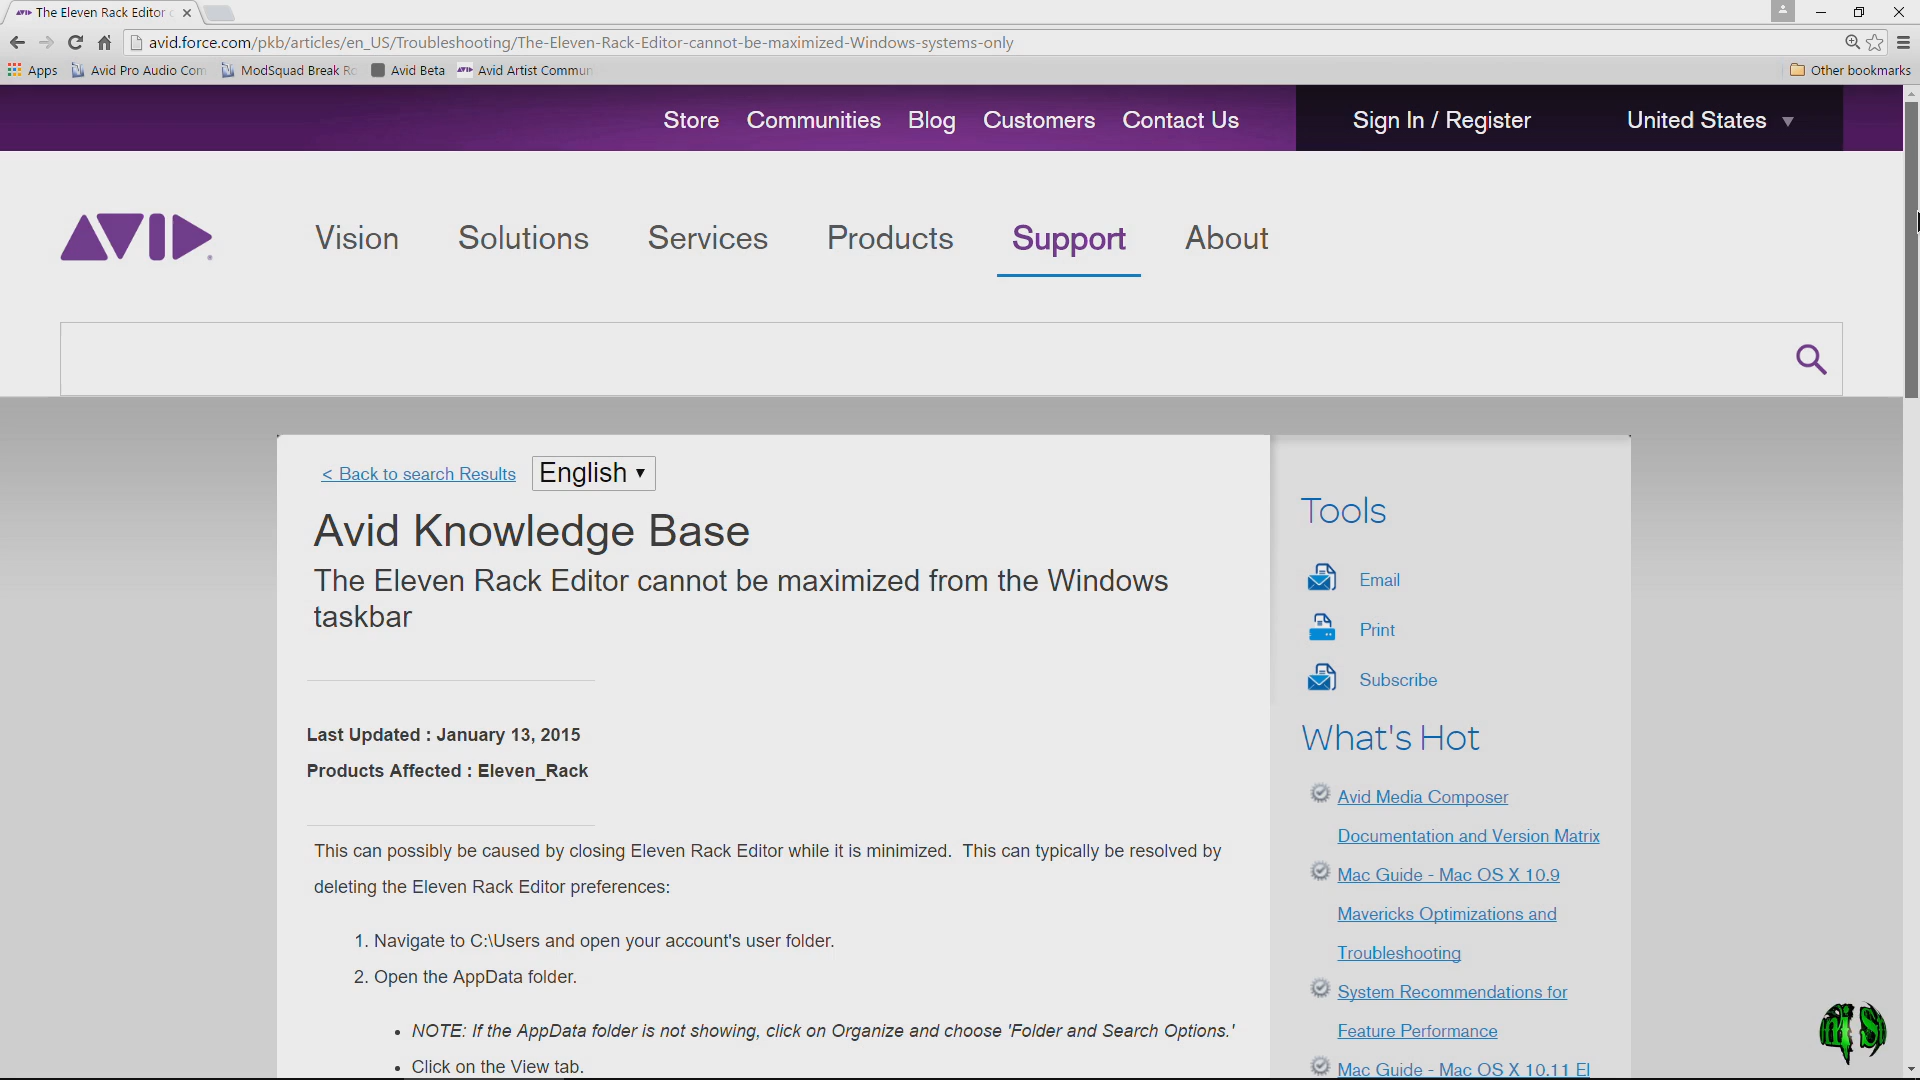 The Eleven Rack Editor
avid.force.com/pkb/articles/en_US/Troubleshooting/The-Eleven-Rack-Editor-cannot-be-maximized-Windows-systems-only
Apps Avid Pro Audio Com ModSquad Break Ro Avid Beta Avid Artist Commun Other bookmarks
Store Communities Blog Customers Contact Us Sign In / Register United States
AVID Vision Solutions Services Products Support About
< Back to search Results English
Avid Knowledge Base
The Eleven Rack Editor cannot be maximized from the Windows
taskbar
Last Updated : January 13, 2015
Products Affected : Eleven_Rack
This can possibly be caused by closing Eleven Rack Editor while it is minimized.  This can typically be resolved by
deleting the Eleven Rack Editor preferences:
1. Navigate to C:\Users and open your account's user folder.
2. Open the AppData folder.
• NOTE: If the AppData folder is not showing, click on Organize and choose 'Folder and Search Options.'
• Click on the View tab.
Tools
Email
Print
Subscribe
What's Hot
Avid Media Composer
Documentation and Version Matrix
Mac Guide - Mac OS X 10.9
Mavericks Optimizations and
Troubleshooting
System Recommendations for
Feature Performance
Mac Guide - Mac OS X 10.11 El